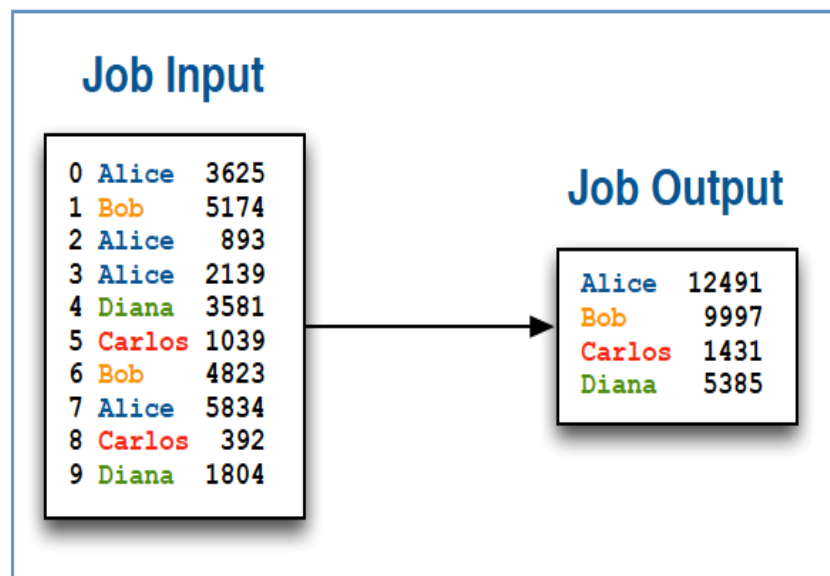 Job Input
0 Alice 3625
1 Bob 5174
2 Alice 893
3 Alice 2139
4 Diana 3581
5 Carlos 1039
6 Bob 4823
7 Alice 5834
8 Carlos 392
9 Diana 1804
Job Output
Alice 12491
Bob 9997
Carlos 1431
Diana 5385